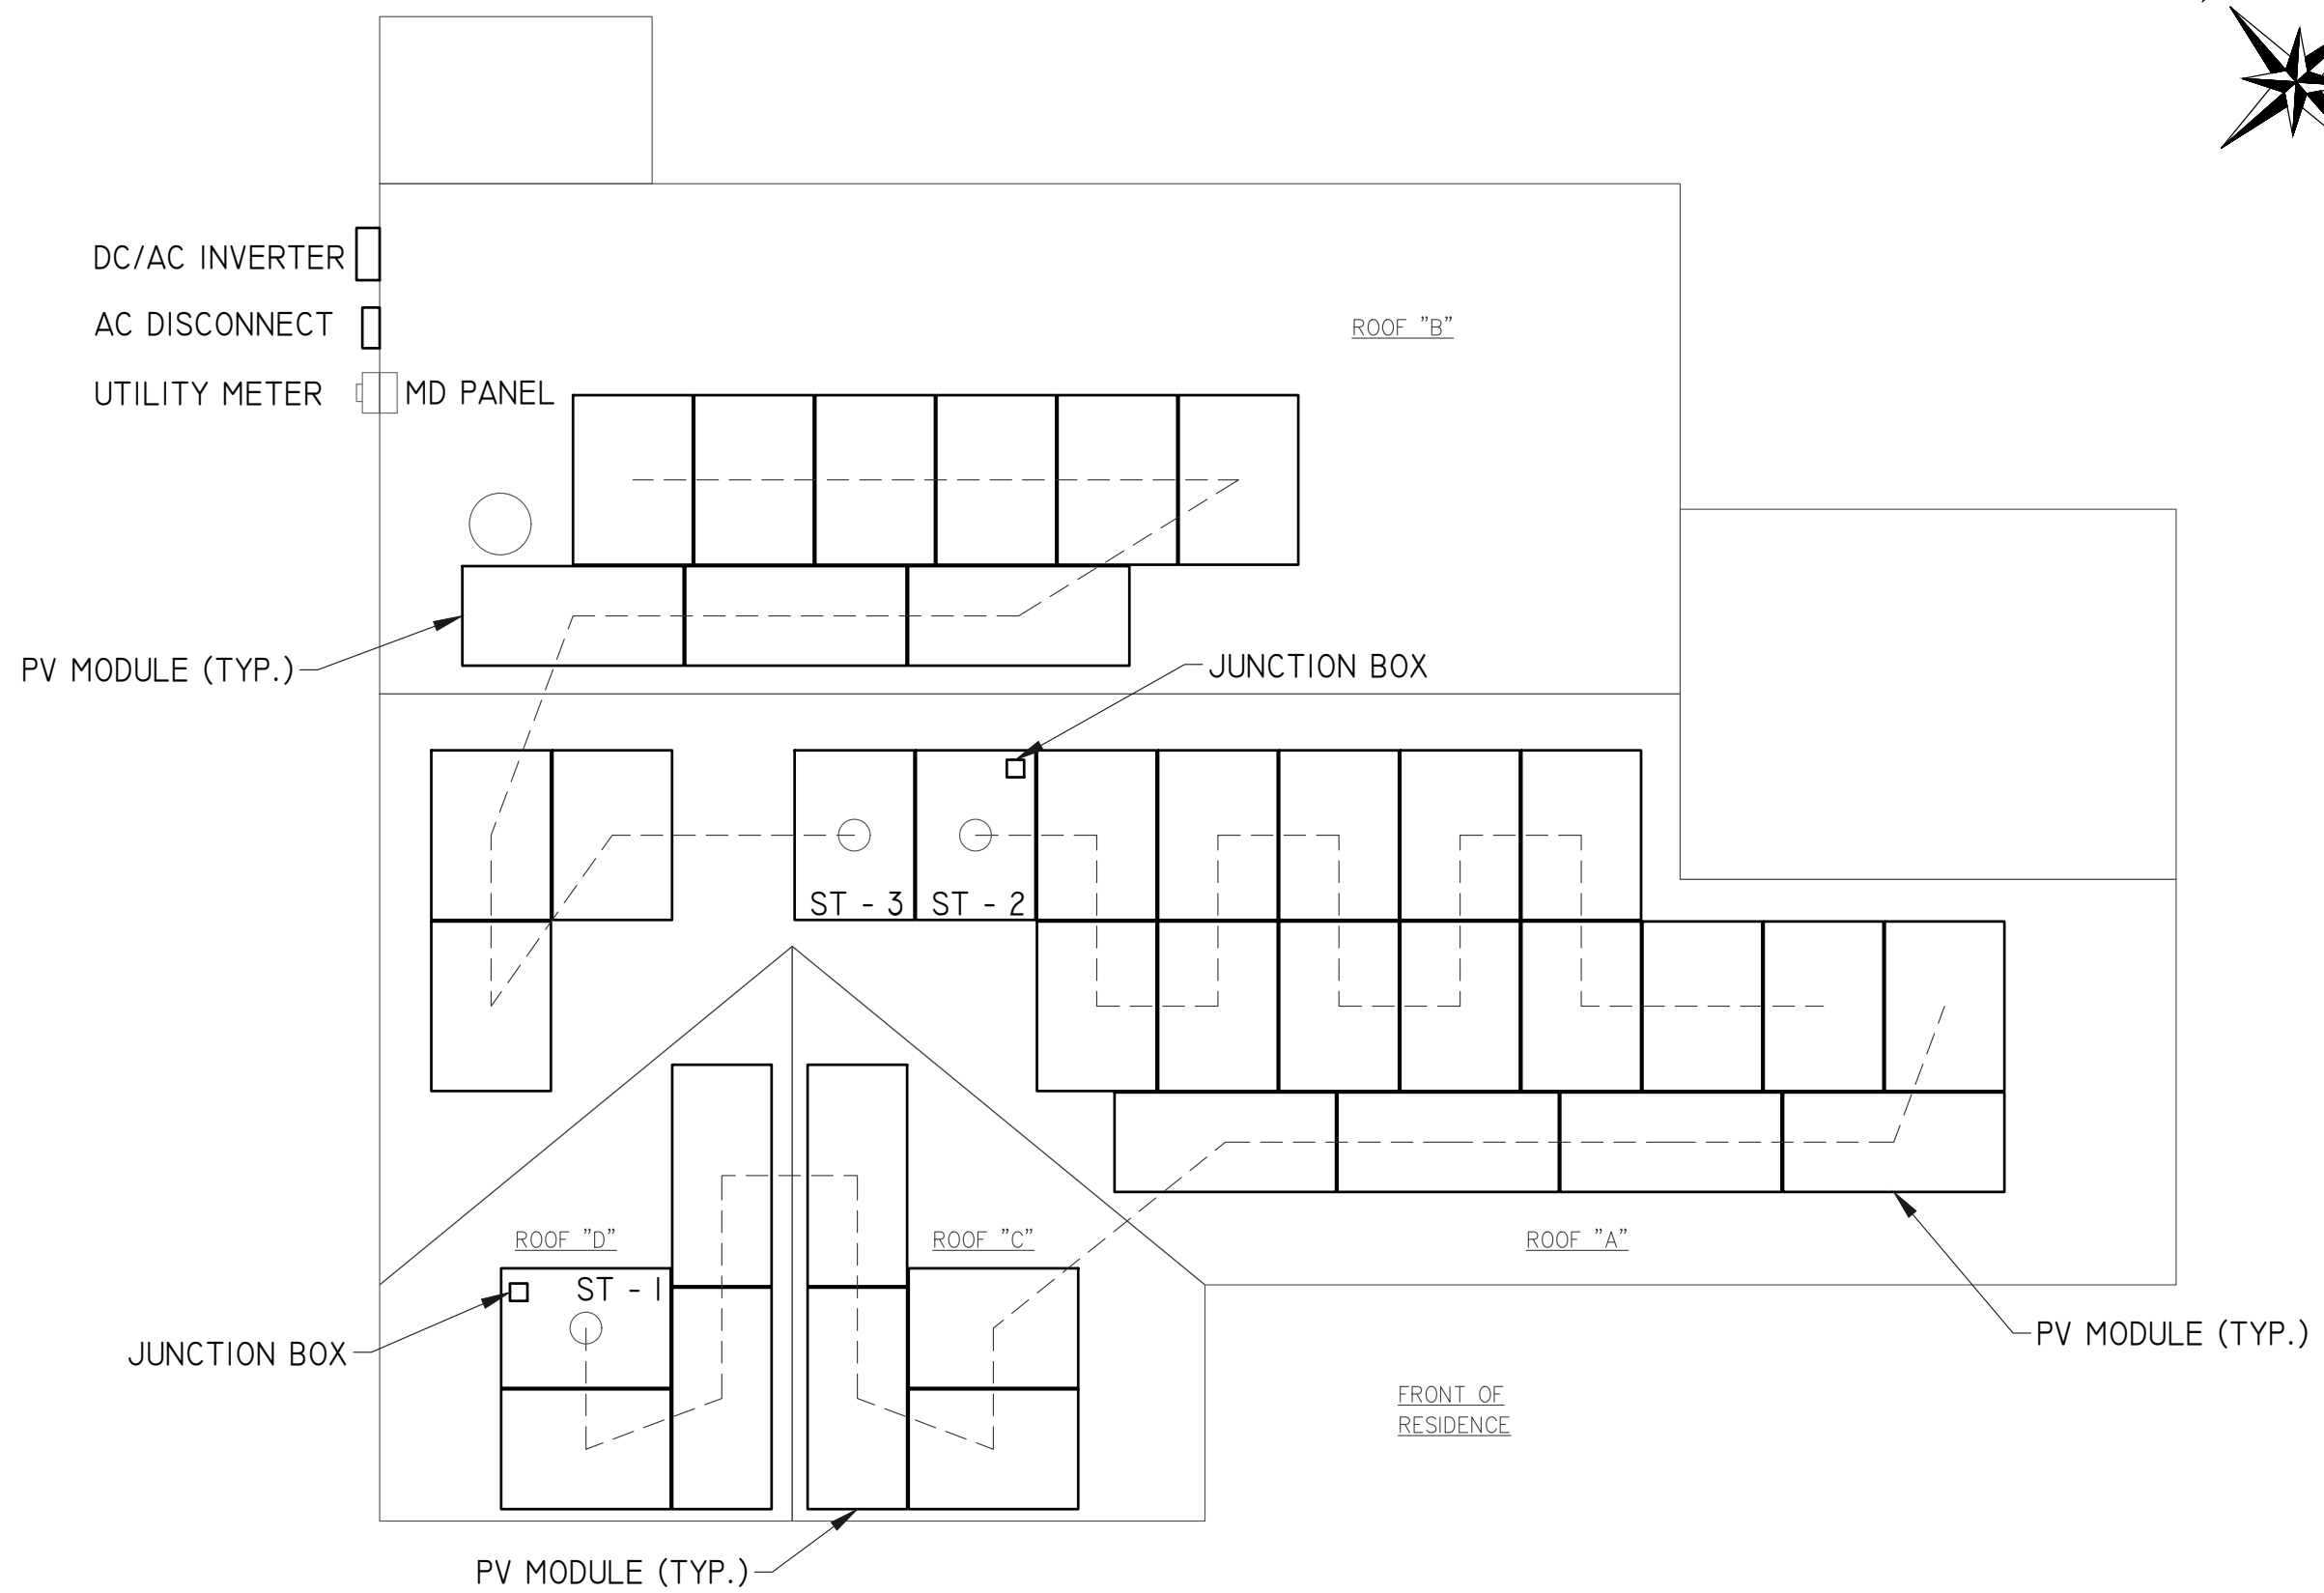 DC/AC INVERTER
AC DISCONNECT
ROOF "B"
UTILITY METER
MD PANEL
PV MODULE (TYP.)
JUNCTION BOX
ST - 3
ST - 2
ROOF "D"
ROOF "C"
ROOF "A"
ST - 1
JUNCTION BOX
PV MODULE (TYP.)
FRONT OF
RESIDENCE
PV MODULE (TYP.)